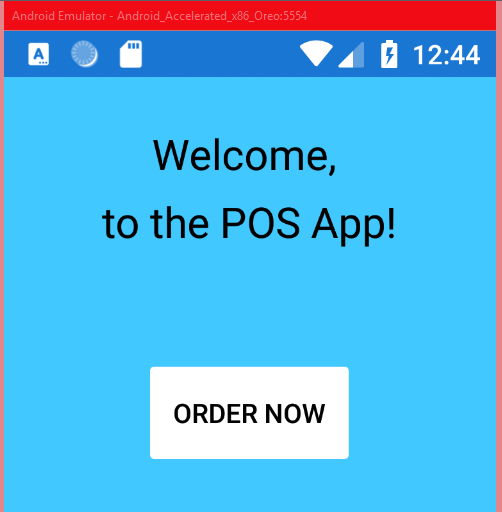 Android Emulator - Android_Accelerated_x86_Oreo:5554
A
12:44
Welcome,
to the POS App!
ORDER NOW